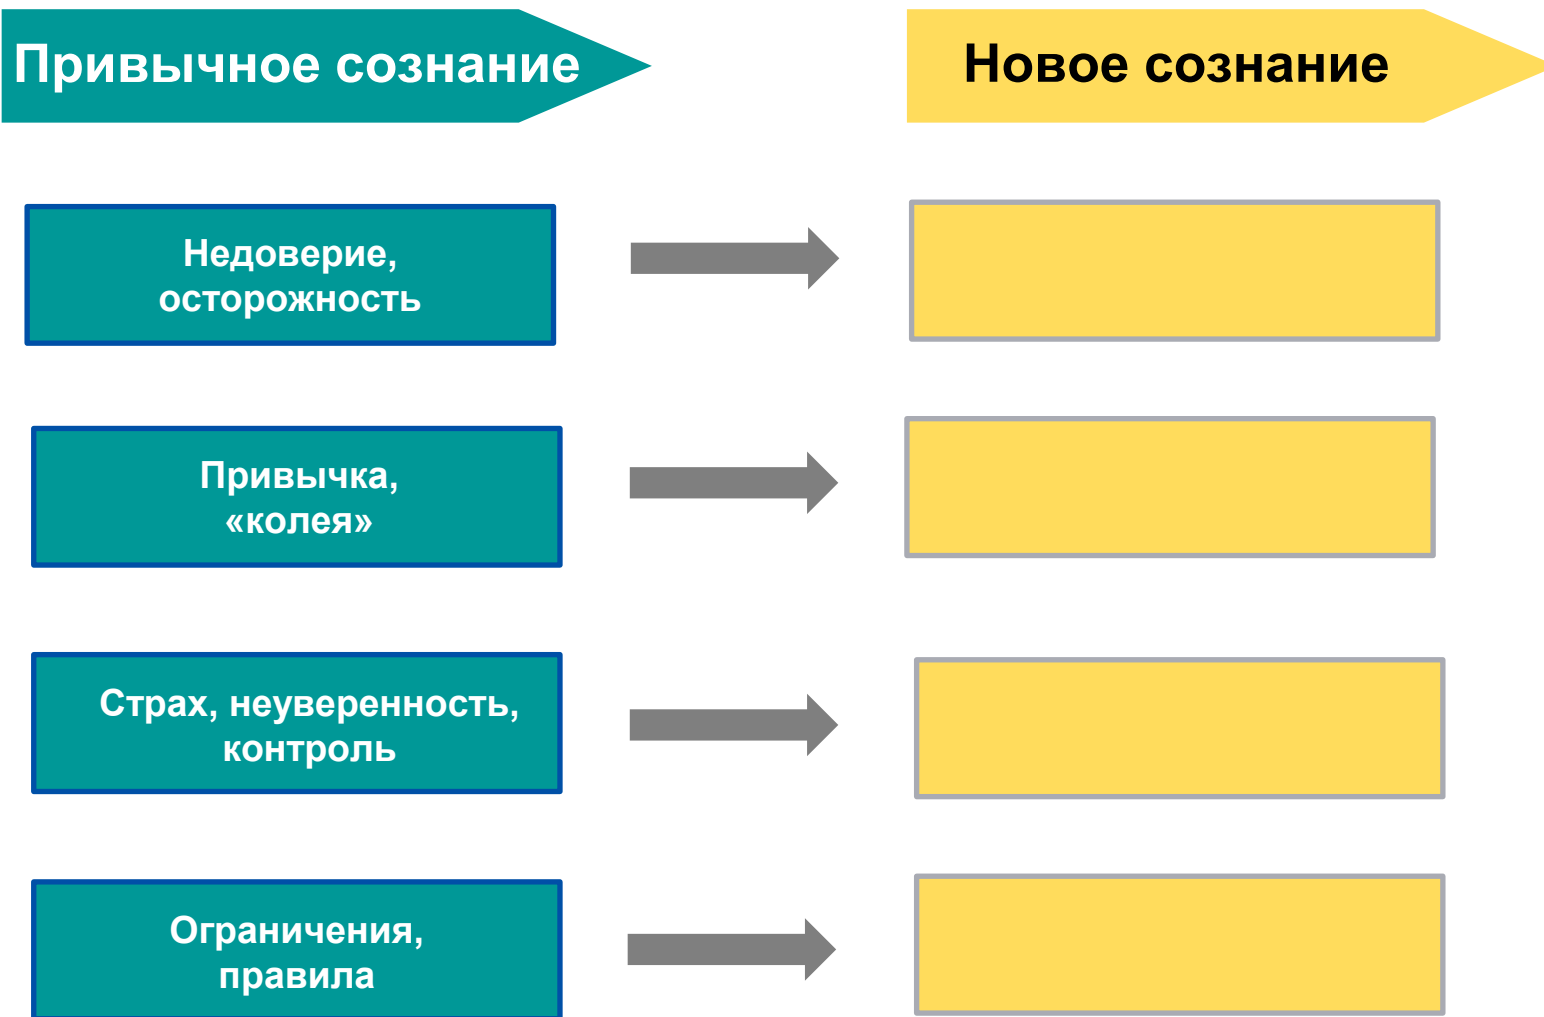 Привычное сознание
Новое сознание
Недоверие,
осторожность
Привычка,
«колея»
Страх, неуверенность,
контроль
Ограничения,
правила